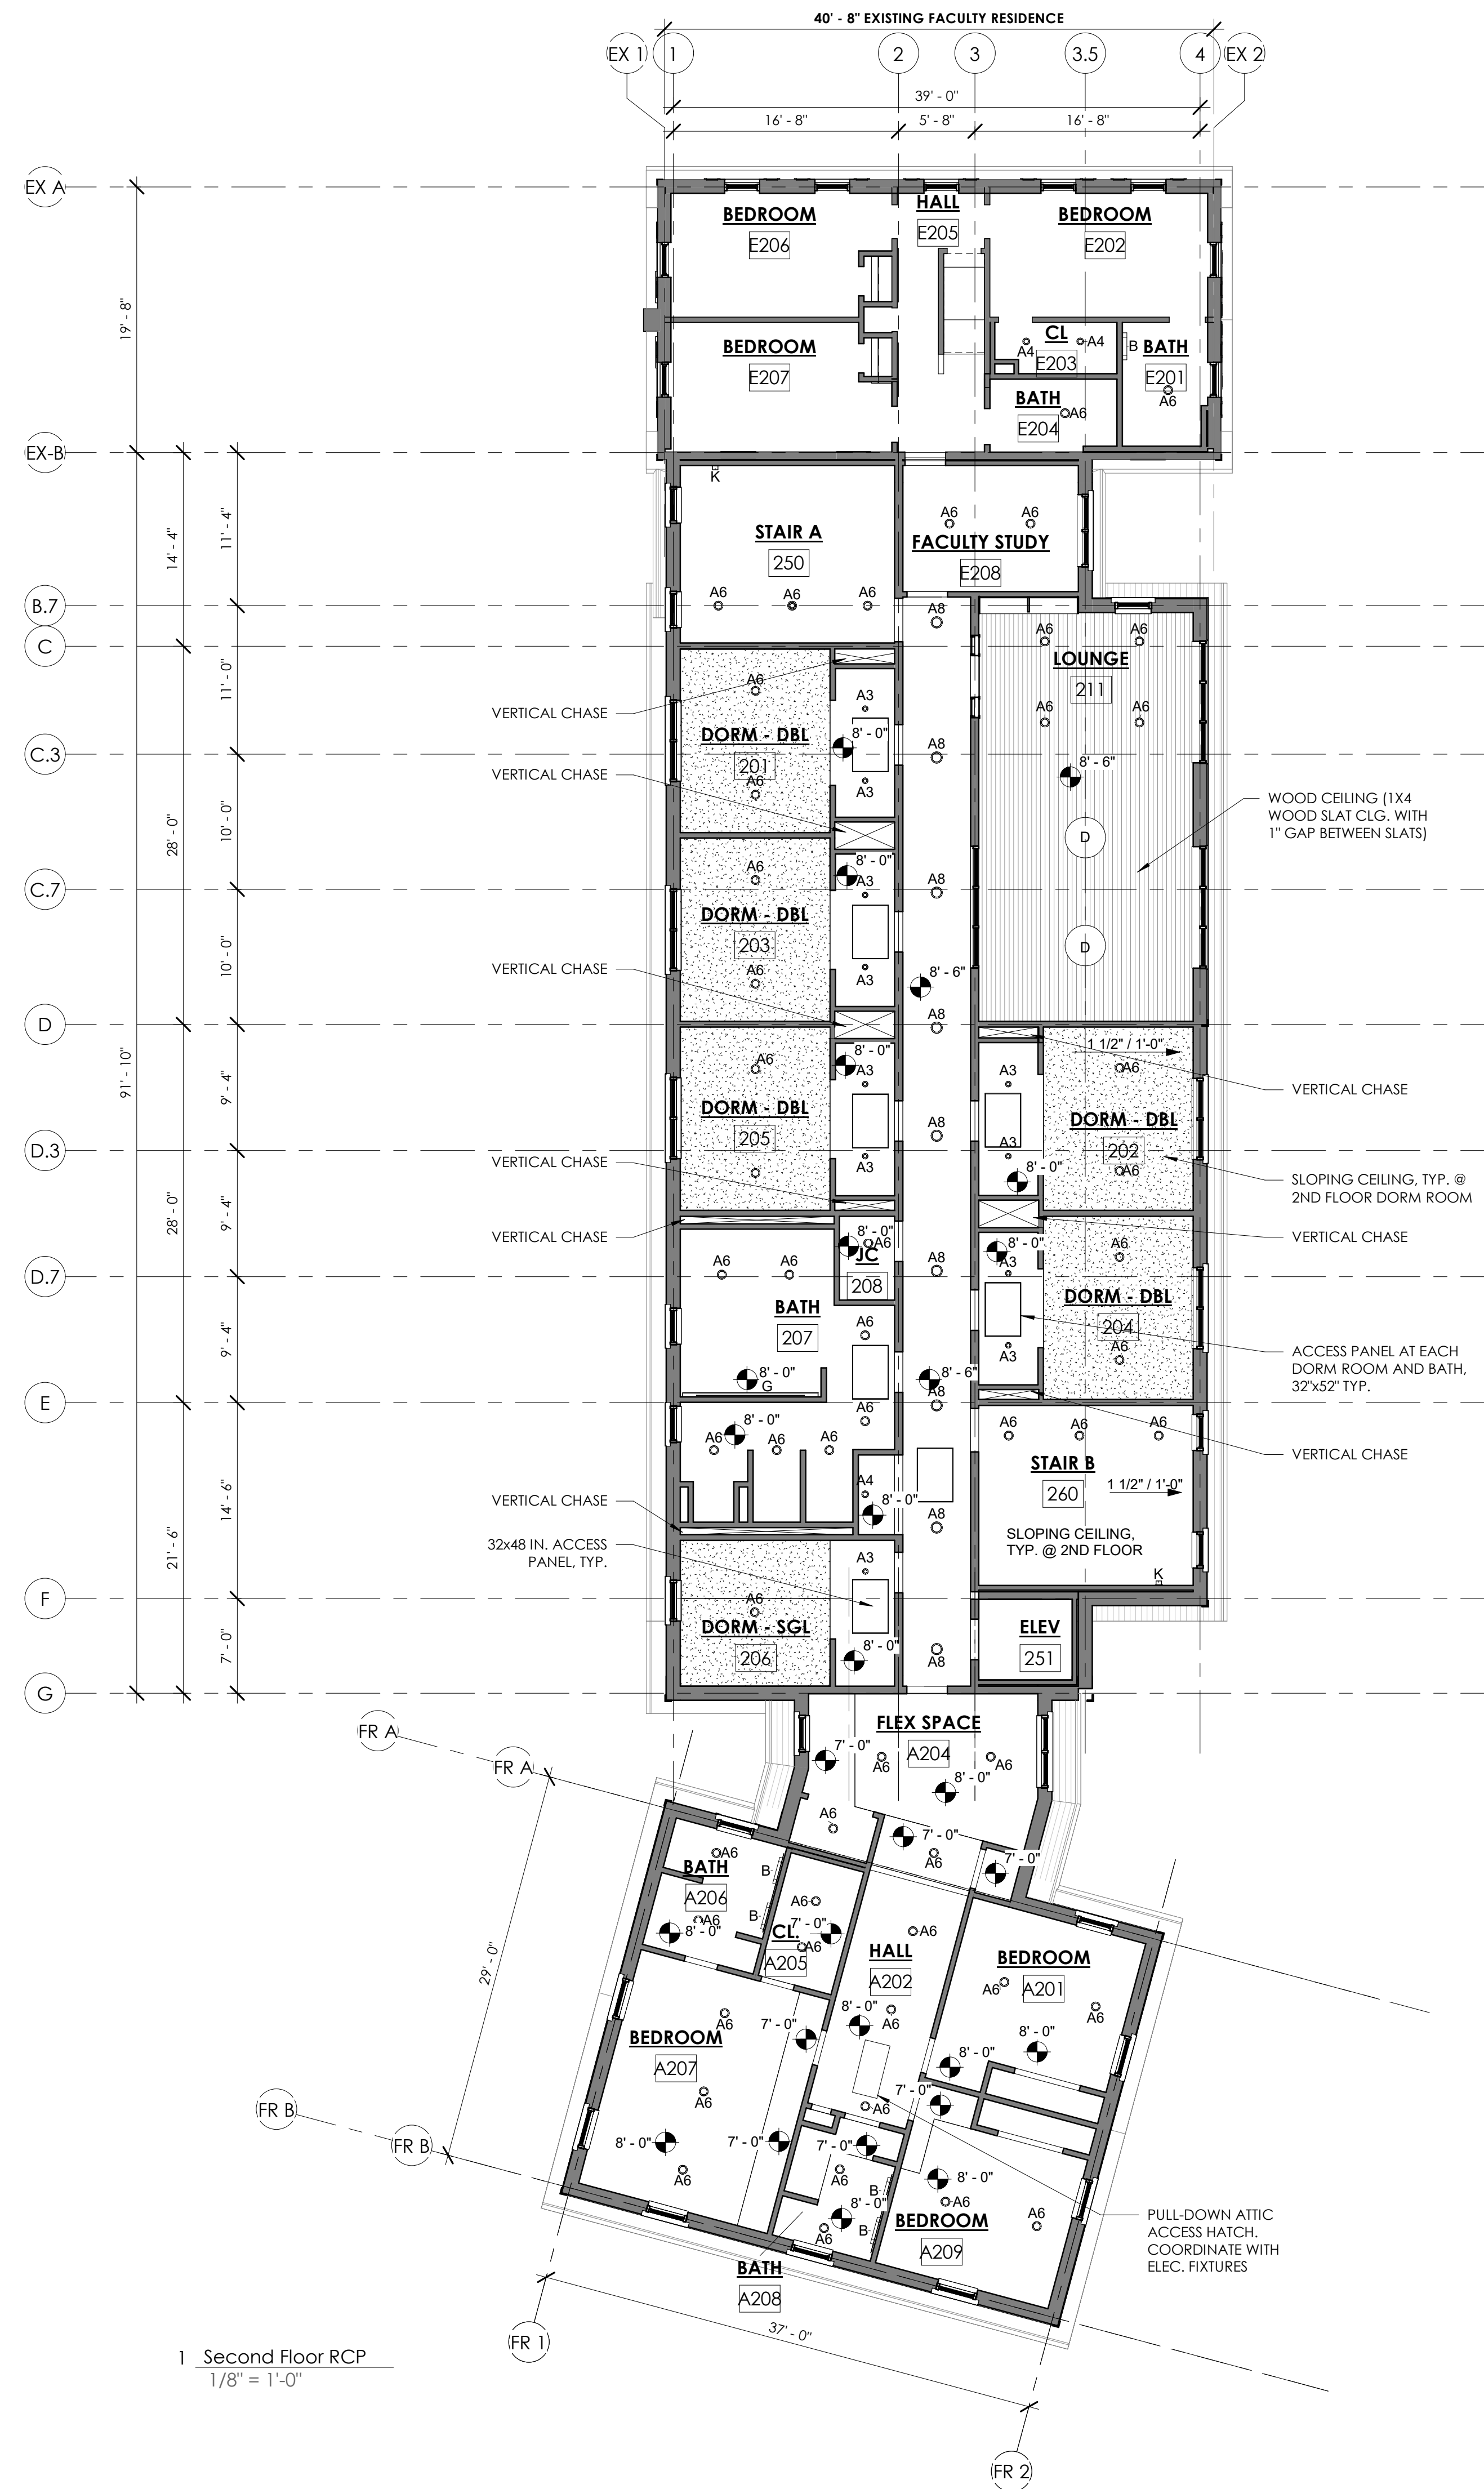 40' - 8" EXISTING FACULTY RESIDENCE
EX 1
1
2
3
3.5
4
EX 2
39' - 0"
16' - 8"
5' - 8"
16' - 8"
EX A
BEDROOM
E206
HALL
E205
BEDROOM
E202
19' - 8"
BEDROOM
E207
CL
E203
A4
A4
B
BATH
E201
A6
BATH
E204
A6
EX-B
K
STAIR A
250
A6
A6
A6
A6
A6
FACULTY STUDY
E208
14' - 4"
11' - 4"
B.7
A8
C
A6
A6
LOUNGE
211
A6
A6
8' - 6"
D
D
WOOD CEILING (1X4
WOOD SLAT CLG. WITH
1" GAP BETWEEN SLATS)
11' - 0"
VERTICAL CHASE
A6
DORM - DBL
201
A6
A3
8' - 0"
A3
A8
C.3
VERTICAL CHASE
28' - 0"
10' - 0"
8' - 0"
A3
A6
DORM - DBL
203
A6
A3
A8
C.7
10' - 0"
VERTICAL CHASE
8' - 6"
A8
D
91' - 10"
9' - 4"
8' - 0"
A3
A6
DORM - DBL
205
A3
A8
1 1/2" / 1'-0"
A6
A3
DORM - DBL
202
A6
A3
8' - 0"
VERTICAL CHASE
D.3
VERTICAL CHASE
SLOPING CEILING, TYP. @
2ND FLOOR DORM ROOM
28' - 0"
9' - 4"
VERTICAL CHASE
8' - 0"
A6
JC
208
A8
8' - 0"
A3
A6
DORM - DBL
204
A6
A3
VERTICAL CHASE
D.7
A6
A6
BATH
207
A6
9' - 4"
8' - 0"
G
A6
8' - 6"
A8
ACCESS PANEL AT EACH
DORM ROOM AND BATH,
32"x52" TYP.
E
8' - 0"
A6
A6
A6
A6
A6
A6
STAIR B
260
1 1/2" / 1'-0"
VERTICAL CHASE
14' - 6"
A4
8' - 0"
A8
VERTICAL CHASE
SLOPING CEILING,
TYP. @ 2ND FLOOR
K
21' - 6"
32x48 IN. ACCESS
PANEL, TYP.
A3
F
A6
DORM - SGL
206
8' - 0"
A8
ELEV
251
7' - 0"
G
FR A
FR A
FLEX SPACE
A204
7' - 0"
A6
A6
8' - 0"
A6
7' - 0"
A6
7' - 0"
A6
BATH
A206
B
B
A6
8' - 0"
A6
7' - 0"
CL.
A6
A205
A6
HALL
A202
8' - 0"
A6
BEDROOM
A6
A201
A6
8' - 0"
8' - 0"
29' - 0"
A6
7' - 0"
BEDROOM
A207
A6
7' - 0"
A6
FR B
FR B
8' - 0"
7' - 0"
7' - 0"
A6
A6
B
8' - 0"
A6
B
8' - 0"
A6
BEDROOM
A209
A6
BATH
A208
PULL-DOWN ATTIC
ACCESS HATCH.
COORDINATE WITH
ELEC. FIXTURES
FR 1
37' - 0"
FR 2
1 Second Floor RCP
1/8" = 1'-0"